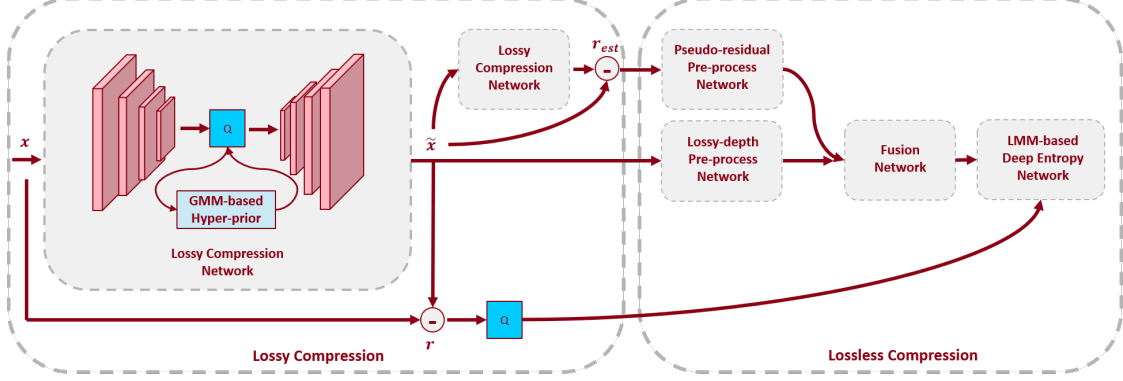 x
Q
GMM-based
Hyper-prior
Lossy Compression
Network
x̃
Lossy
Compression
Network
r_est
-
-
r
Q
Lossy Compression
Pseudo-residual
Pre-process
Network
Lossy-depth
Pre-process
Network
Fusion
Network
LMM-based
Deep Entropy
Network
Lossless Compression